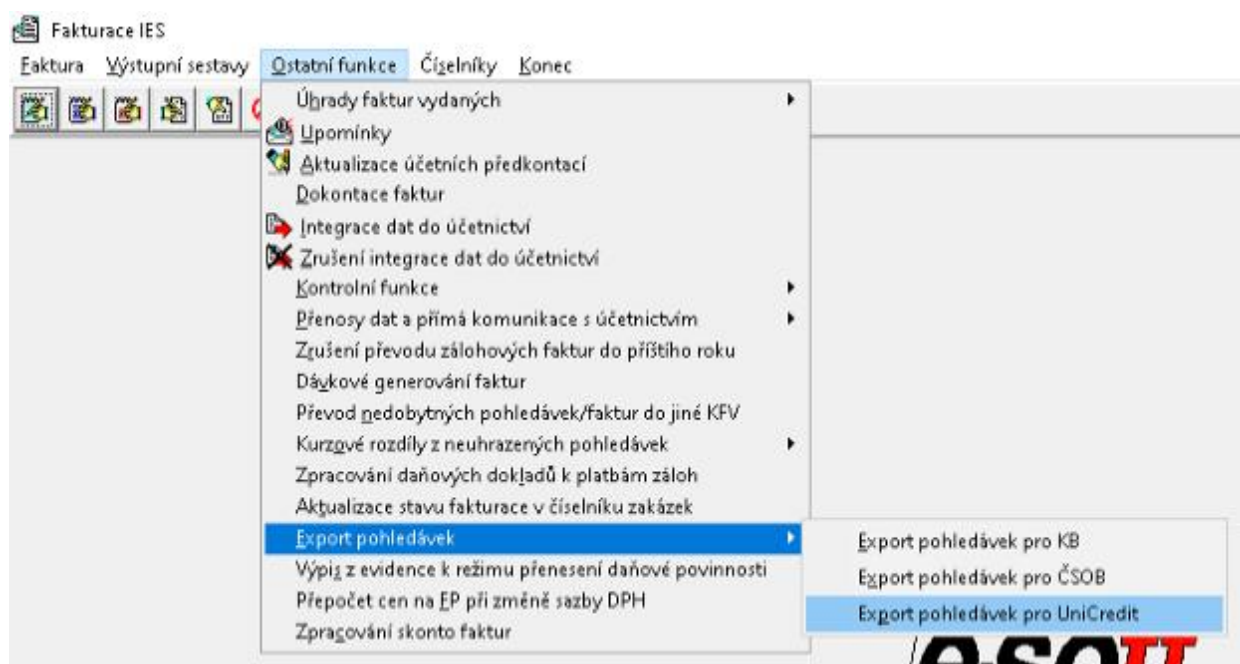 Fakturace IES
Faktura Výstupní sestavy Ostatní funkce Číselníky Konec
Úhrady faktur vydaných
Upomínky
Aktualizace účetních předkontací
Dokontace faktur
Integrace dat do účetnictví
Zrušení integrace dat do účetnictví
Kontrolní funkce
Přenosy dat a přímá komunikace s účetnictvím
Zrušení převodu zálohových faktur do příštího roku
Dávkové generování faktur
Převod nedobytných pohledávek/faktur do jiné KFV
Kurzové rozdíly z neuhrazených pohledávek
Zpracování daňových dokladů k platbám záloh
Aktualizace stavu fakturace v číselníku zakázek
Export pohledávek
Export pohledávek pro KB
Export pohledávek pro ČSOB
Export pohledávek pro UniCredit
Výpis z evidence k režimu přenesení daňové povinnosti
Přepočet cen na EP při změně sazby DPH
Zpracování skonto faktur